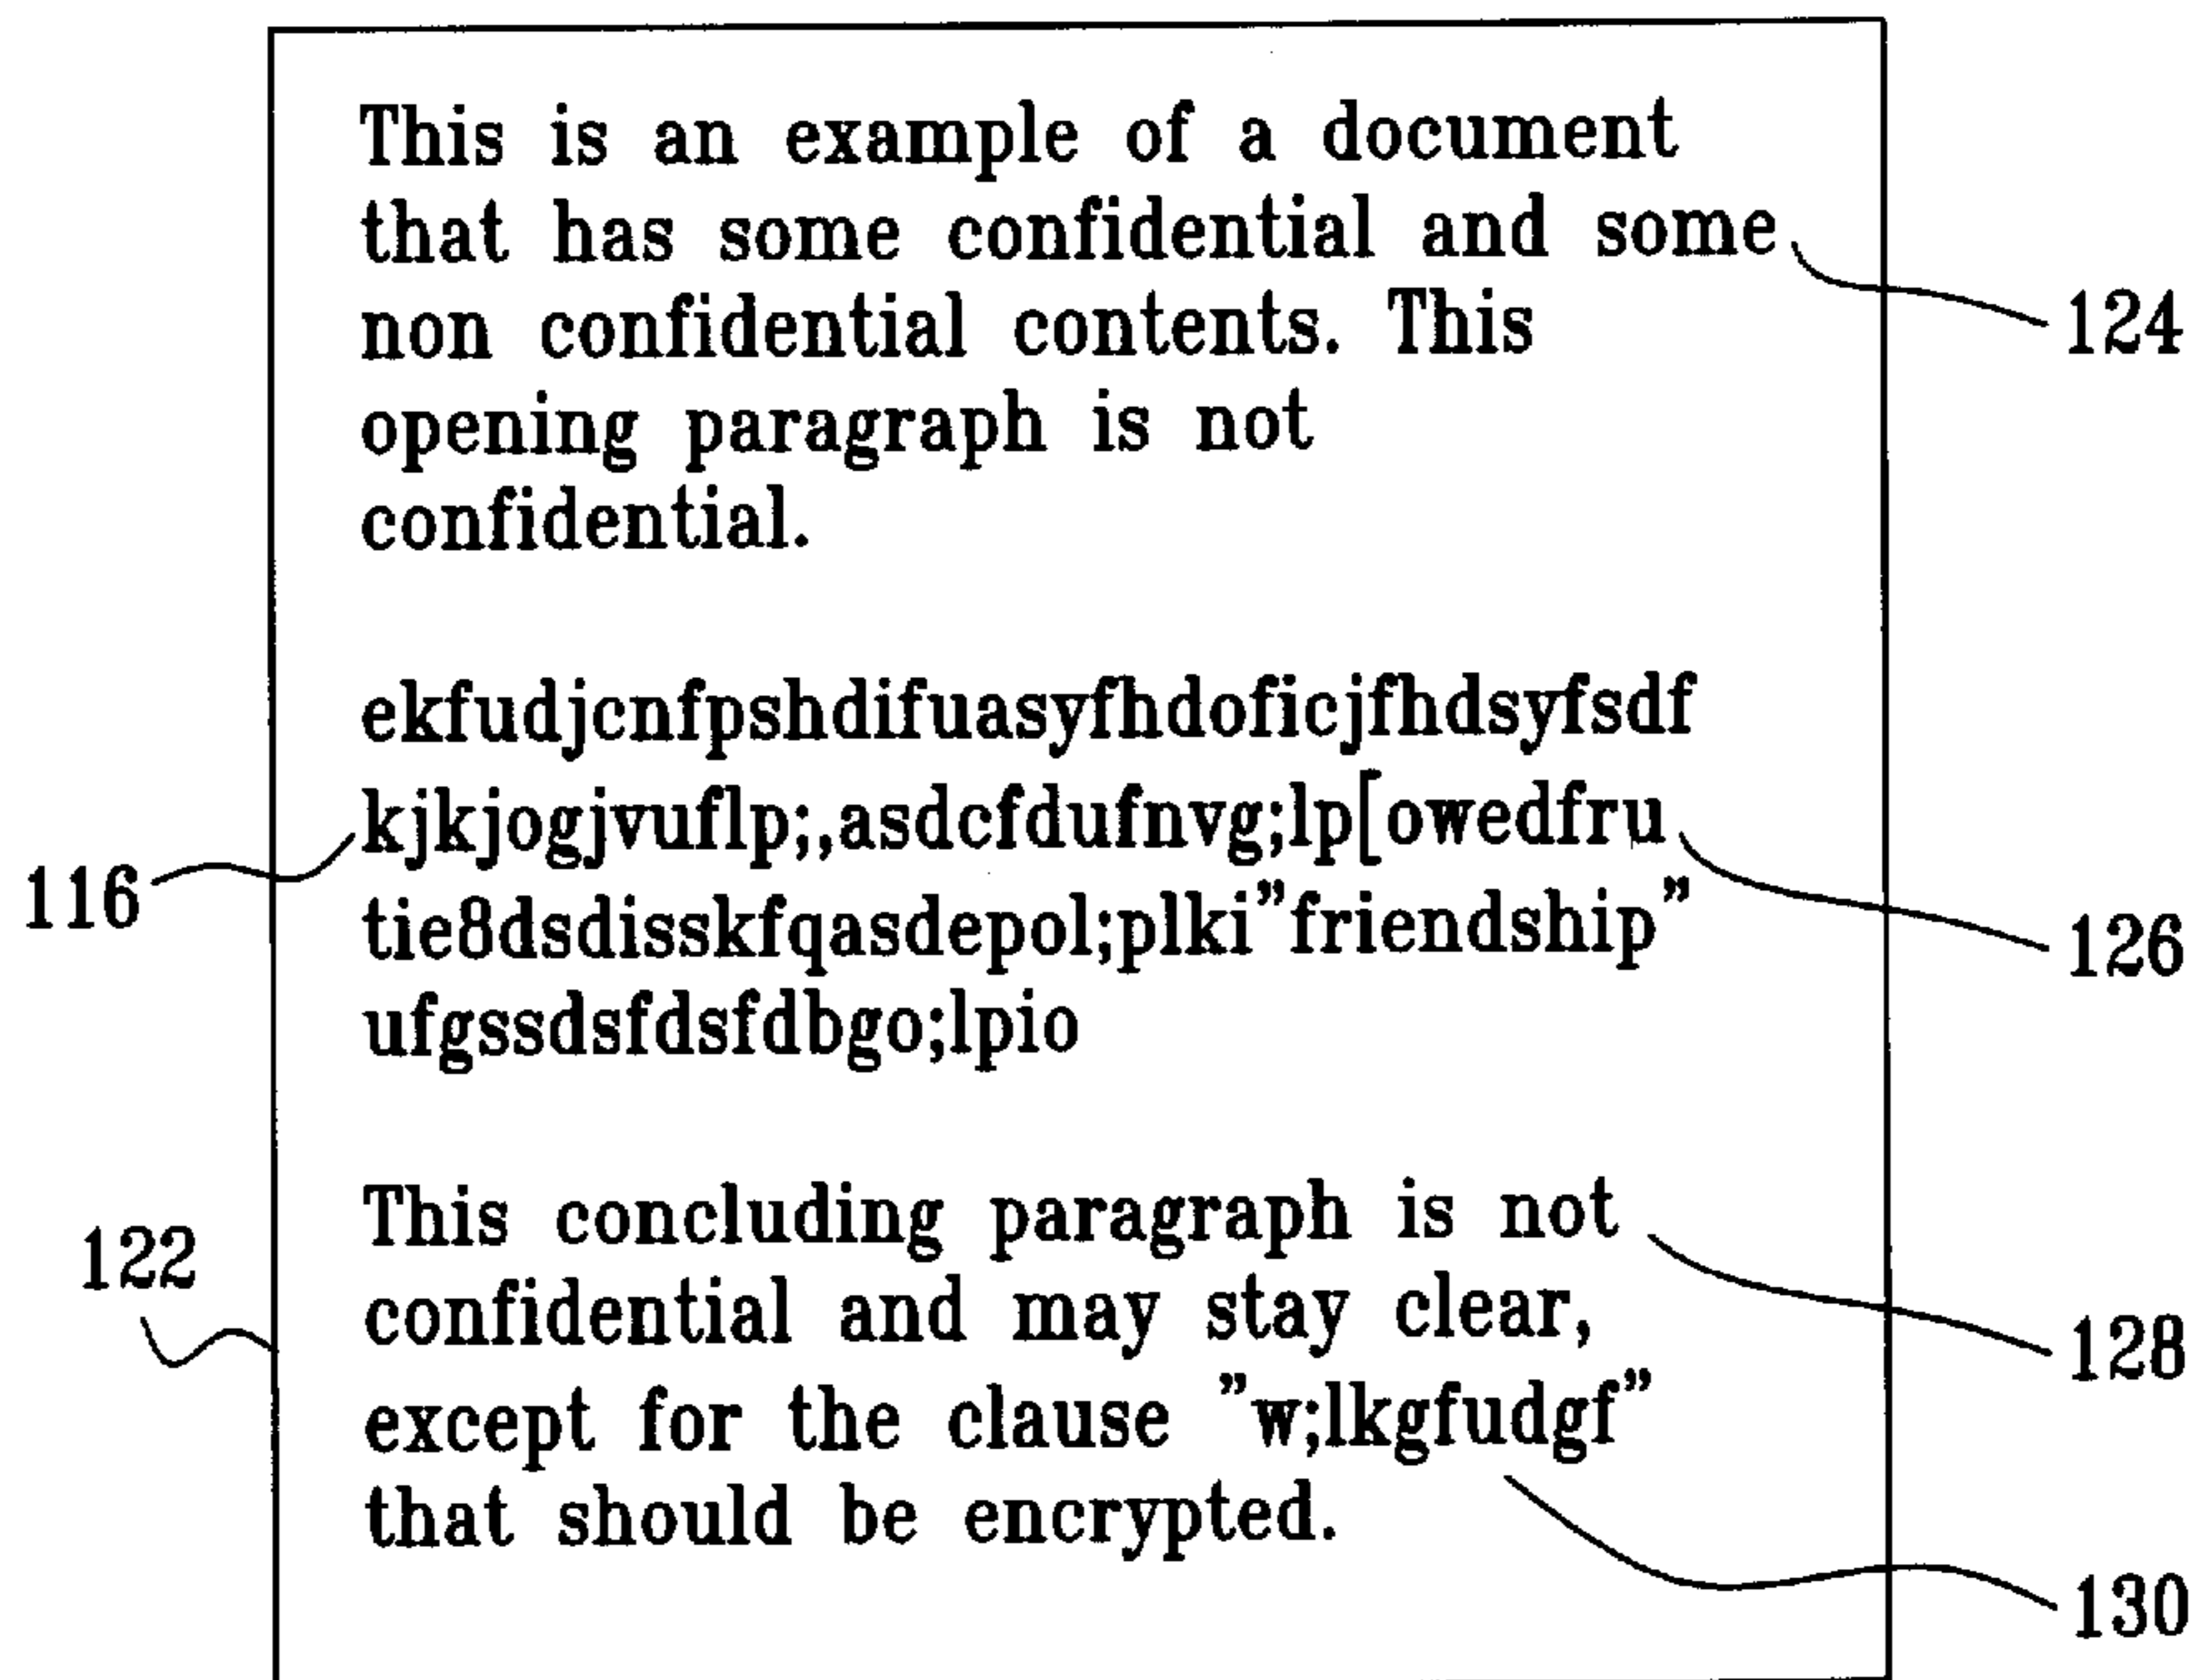 This is an example of a document
that has some confidential and some
124
non confidential contents. This
opening paragraph is not
confidential.
ekfudjcnfpshdifuasyfhdoficjfhdsyfsdf
kjkjogjvuflp;,asdcfdufnvg;lp[owedfru
116
126
tie8dsdisskfqasdepol;plki”friendship”
ufgssdsfdsfdbgo;lpio
This concluding paragraph is not
122
confidential and may stay clear,
128
except for the clause ”w;lkgfudgf”
that should be encrypted.
130